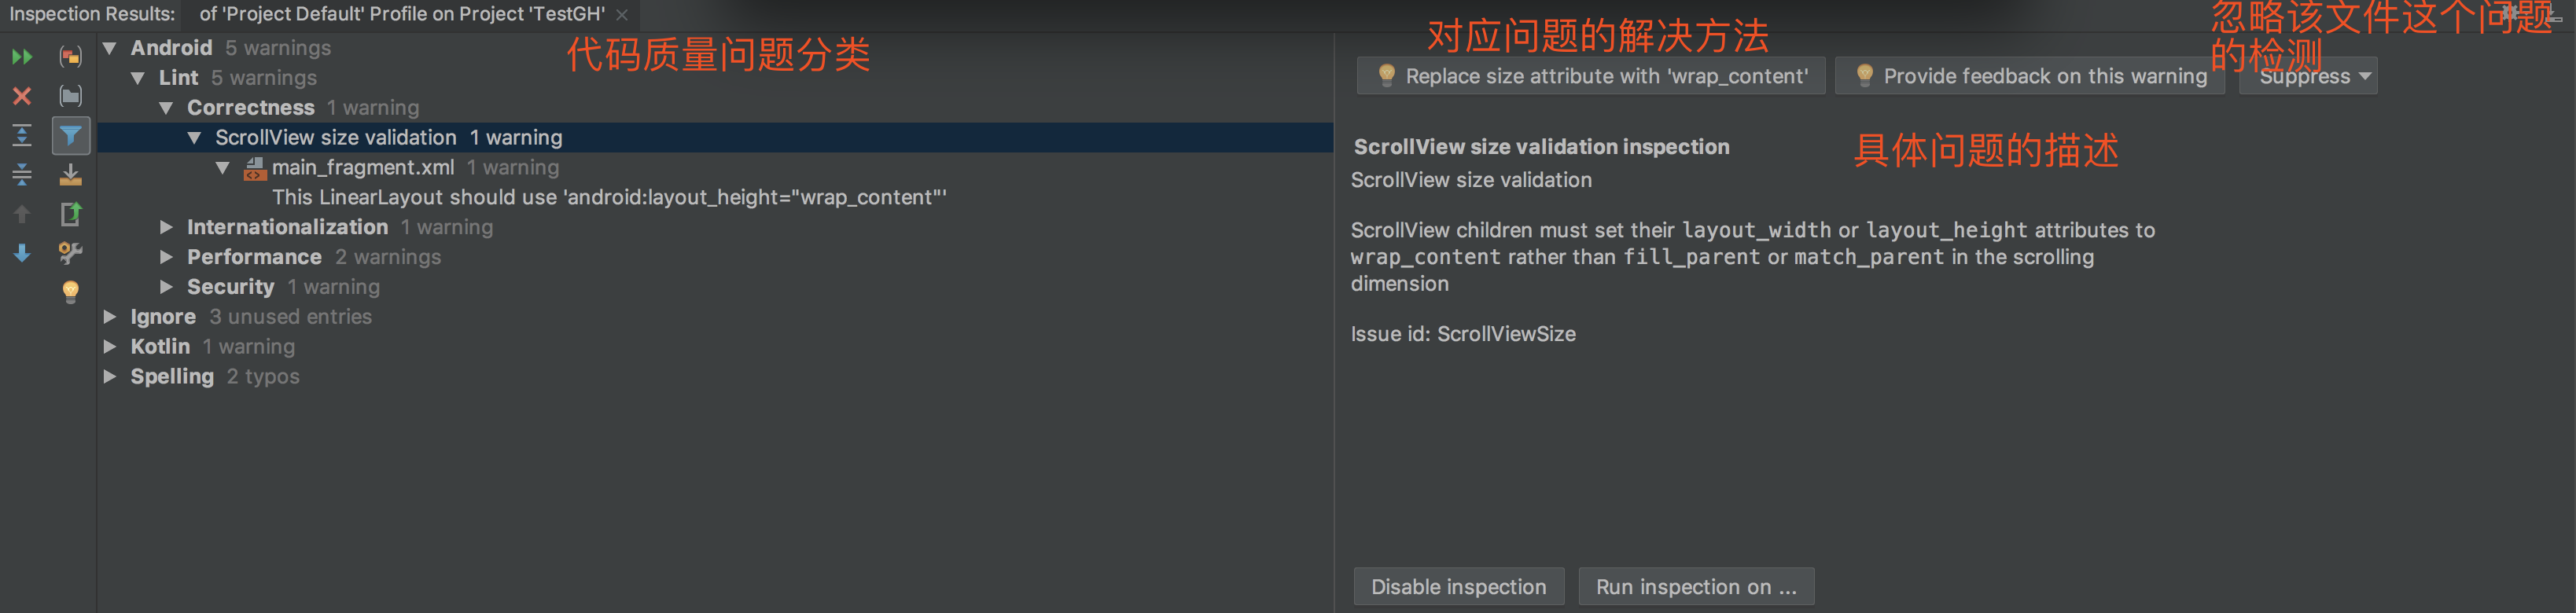 Inspection Results: of 'Project Default' Profile on Project 'TestGH'
代码质量问题分类
Android 5 warnings
Lint 5 warnings
Correctness 1 warning
ScrollView size validation 1 warning
main_fragment.xml 1 warning
This LinearLayout should use 'android:layout_height="wrap_content"'
Internationalization 1 warning
Performance 2 warnings
Security 1 warning
Ignore 3 unused entries
Kotlin 1 warning
Spelling 2 typos
对应问题的解决方法
忽略该文件这个问题
的检测
Replace size attribute with 'wrap_content'
Provide feedback on this warning
Suppress
具体问题的描述
ScrollView size validation inspection
ScrollView size validation
ScrollView children must set their layout_width or layout_height attributes to
wrap_content rather than fill_parent or match_parent in the scrolling
dimension
Issue id: ScrollViewSize
Disable inspection
Run inspection on ...